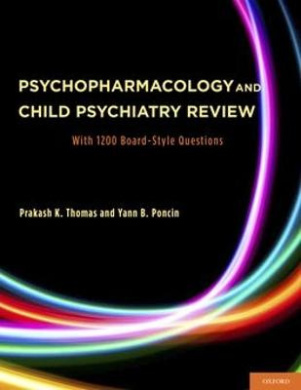 PSYCHOPHARMACOLOGY AND
CHILD PSYCHIATRY REVIEW
With 1200 Board-Style Questions
Prakash K. Thomas and Yann B. Poncin
OXFORD